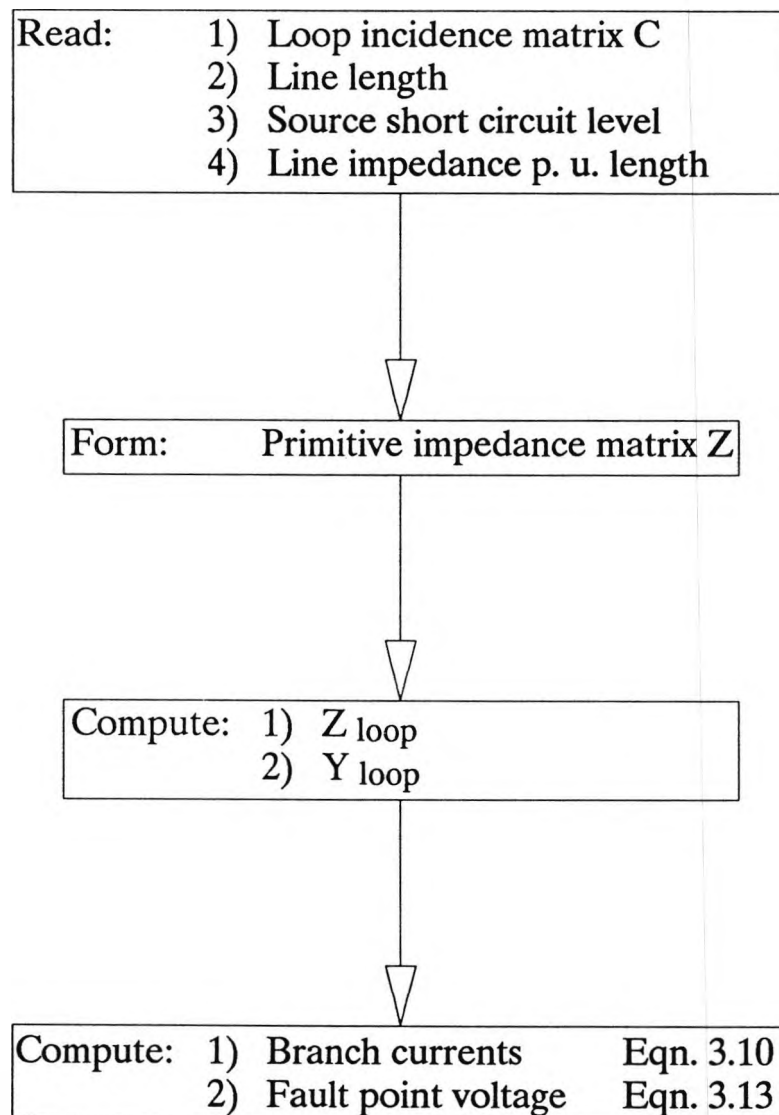 Read: 1) Loop incidence matrix C
2) Line length
3) Source short circuit level
4) Line impedance p. u. length
Form: Primitive impedance matrix Z
Compute: 1) Z loop
2) Y loop
Compute: 1) Branch currents Eqn. 3.10
2) Fault point voltage Eqn. 3.13